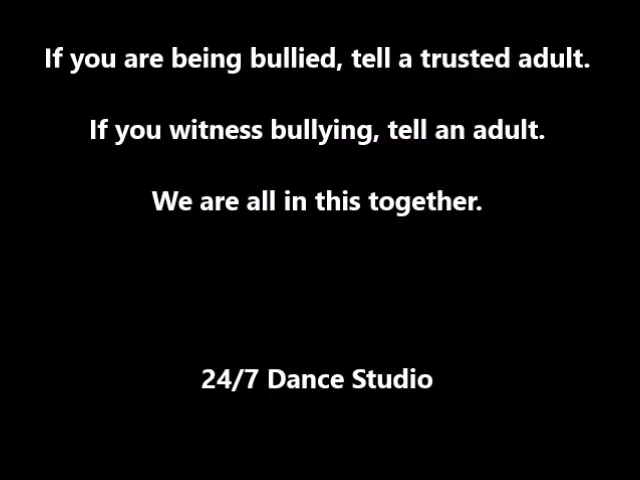 If you are being bullied, tell a trusted adult.
If you witness bullying, tell an adult.
We are all in this together.
24/7 Dance Studio